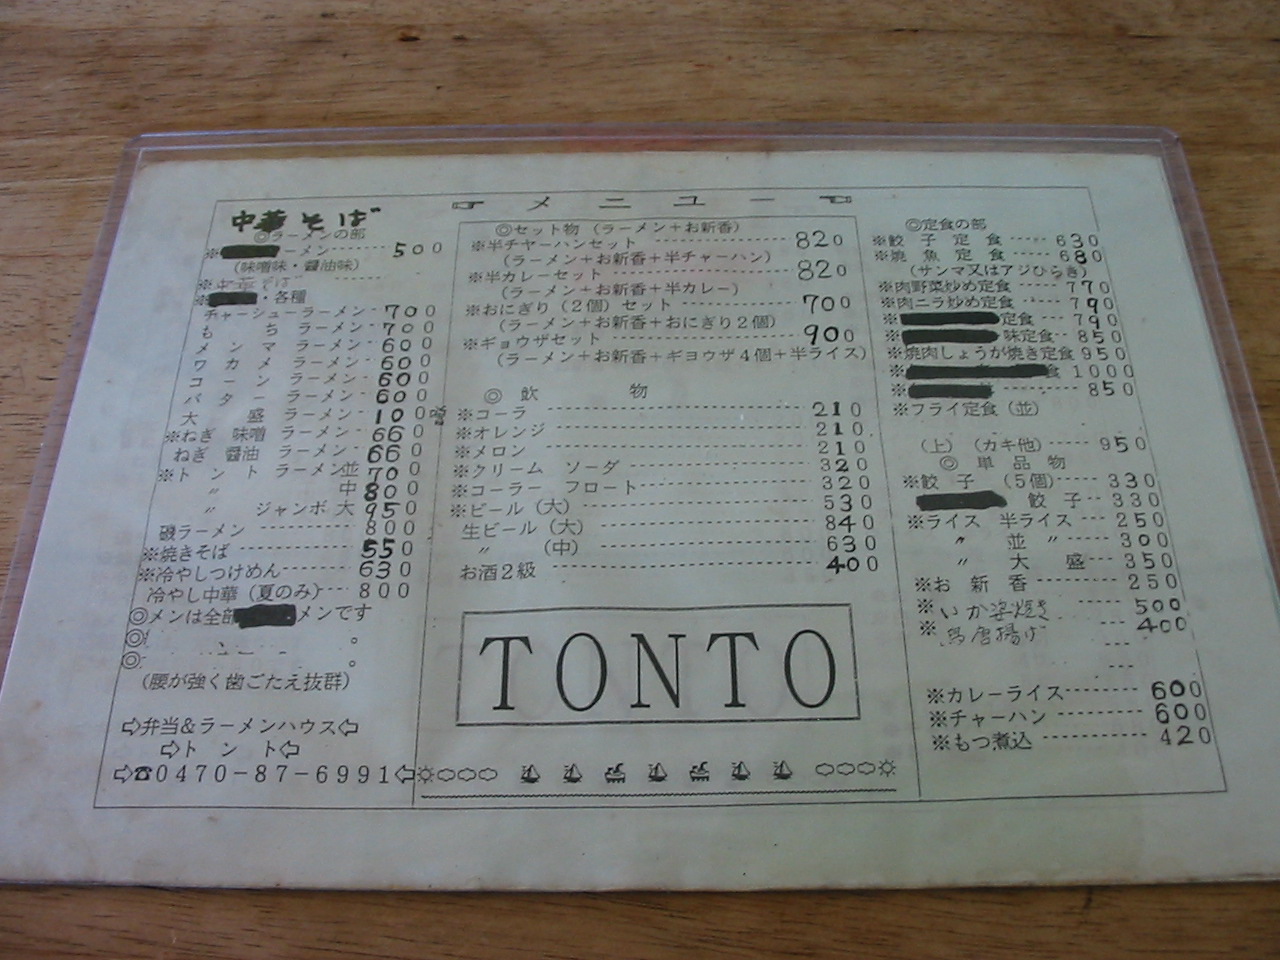 メニュー
中華そば
◎ラーメンの部
※ーメン 500
(味噌味・醤油味)
※中華そば
※・各種
チャーシューラーメン 700
もちラーメン 700
メンマラーメン 600
ワカメラーメン 600
コーンラーメン 600
バターラーメン 600
大盛ラーメン 100増
※ねぎ 味噌 ラーメン 660
ねぎ 醤油 ラーメン 660
※トントラーメン並 700
〃 中 800
〃 ジャンボ大 950
磯ラーメン 800
※焼きそば 550
※冷やしつけめん 630
冷やし中華(夏のみ) 800
◎メンは全部メンです
◎ 。
◎ 。
(腰が強く歯ごたえ抜群)
⇨弁当&ラーメンハウス⇦
⇨トント⇦
⇨☎0470-87-6991⇦
◎セット物(ラーメン+お新香)
※半チャーハンセット 820
(ラーメン+お新香+半チャーハン)
※半カレーセット 820
(ラーメン+お新香+半カレー)
※おにぎり(2個)セット 700
(ラーメン+お新香+おにぎり2個)
※ギョウザセット 900
(ラーメン+お新香+ギョウザ4個+半ライス)
◎ 飲物
※コーラ 210
※オレンジ 210
※メロン 210
※クリーム ソーダ 320
※コーラー フロート 320
※ビール(大) 530
生ビール(大) 840
〃 (中) 630
お酒2級 400
TONTO
◎定食の部
※餃子定食 630
※焼魚定食 680
(サンマ又はアジひらき)
※肉野菜炒め定食 770
※肉ニラ炒め定食 790
※定食 790
※味定食 850
※焼肉しょうが焼き定食 950
※食 1000
※ 850
※フライ定食(並)
(上)(カキ他) 950
◎ 単品物
※餃子 (5個) 330
餃子 330
※ライス 半ライス 250
〃 並 〃 300
〃 大盛 350
※お新香 250
※いか姿焼き 500
※鳥唐揚げ 400
※カレーライス 600
※チャーハン 600
※もつ煮込 420